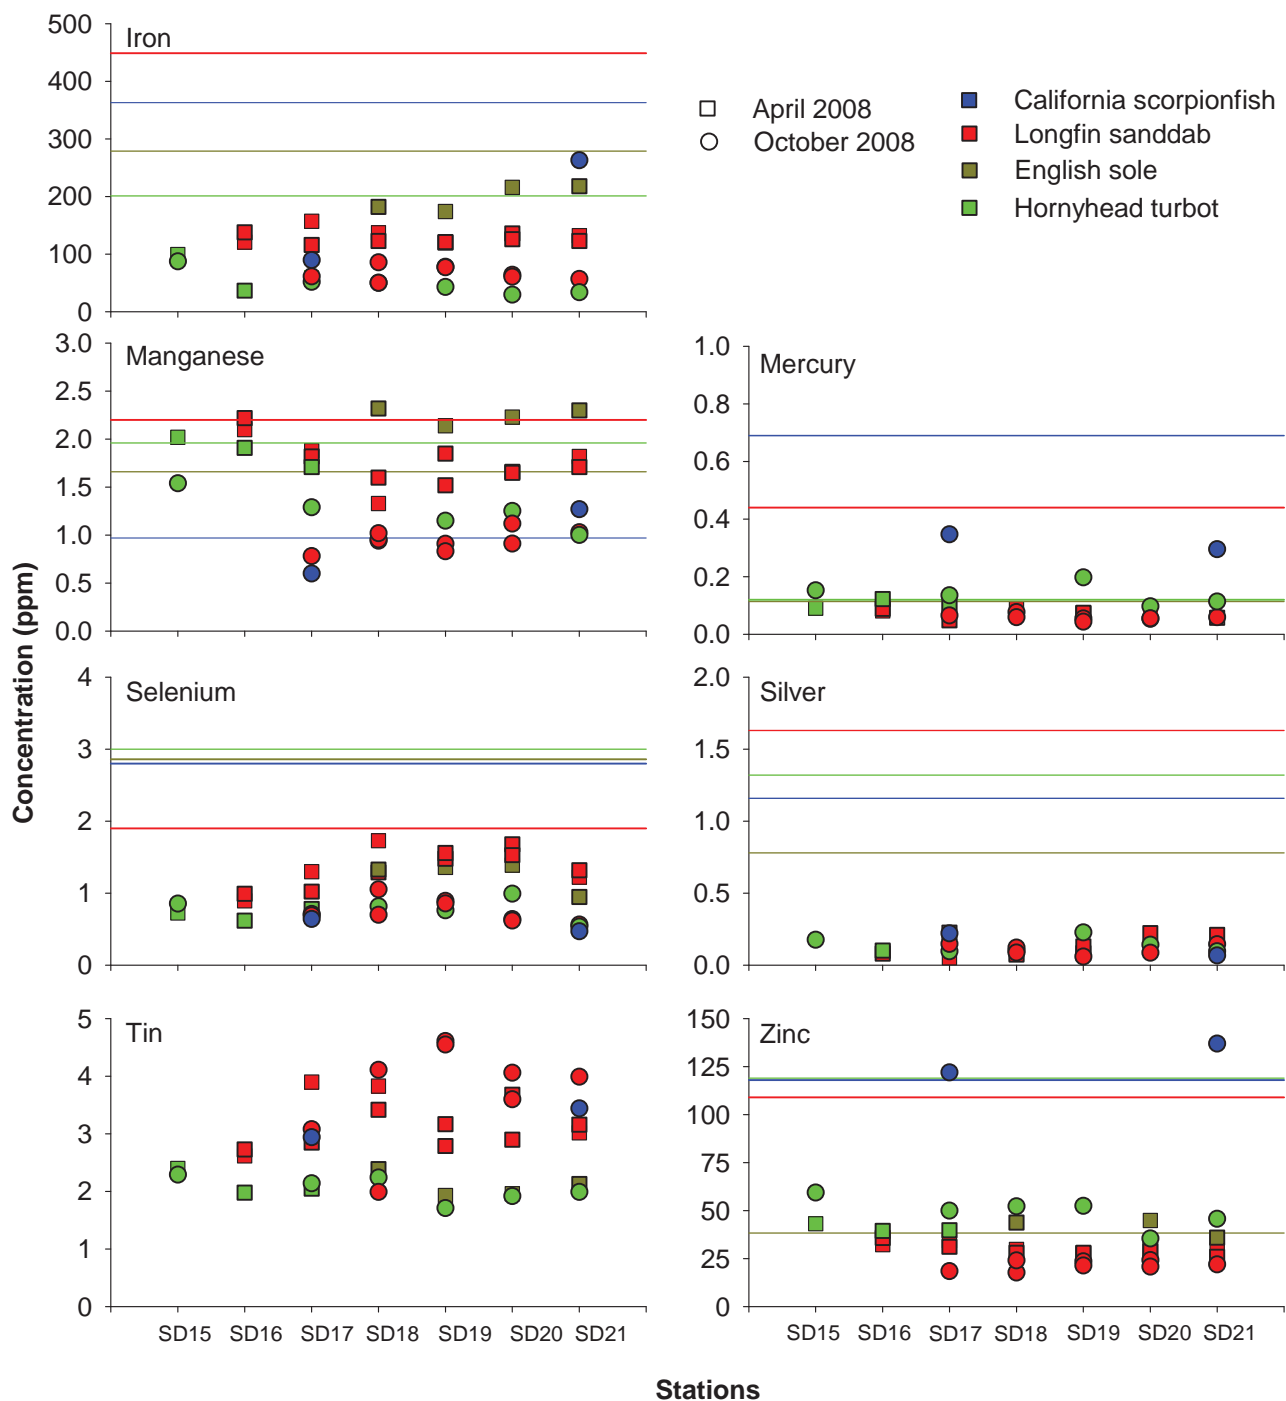 500
400
300
200
100
0
Iron
April 2008
October 2008
California scorpionfish
Longfin sanddab
English sole
Hornyhead turbot
3.0
2.5
2.0
1.5
1.0
0.5
0.0
Manganese
1.0
0.8
0.6
0.4
0.2
0.0
Mercury
4
3
2
1
0
Selenium
2.0
1.5
1.0
0.5
0.0
Silver
5
4
3
2
1
0
Tin
150
125
100
75
50
25
0
Zinc
SD15 SD16 SD17 SD18 SD19 SD20 SD21
SD15 SD16 SD17 SD18 SD19 SD20 SD21
Concentration (ppm)
Stations